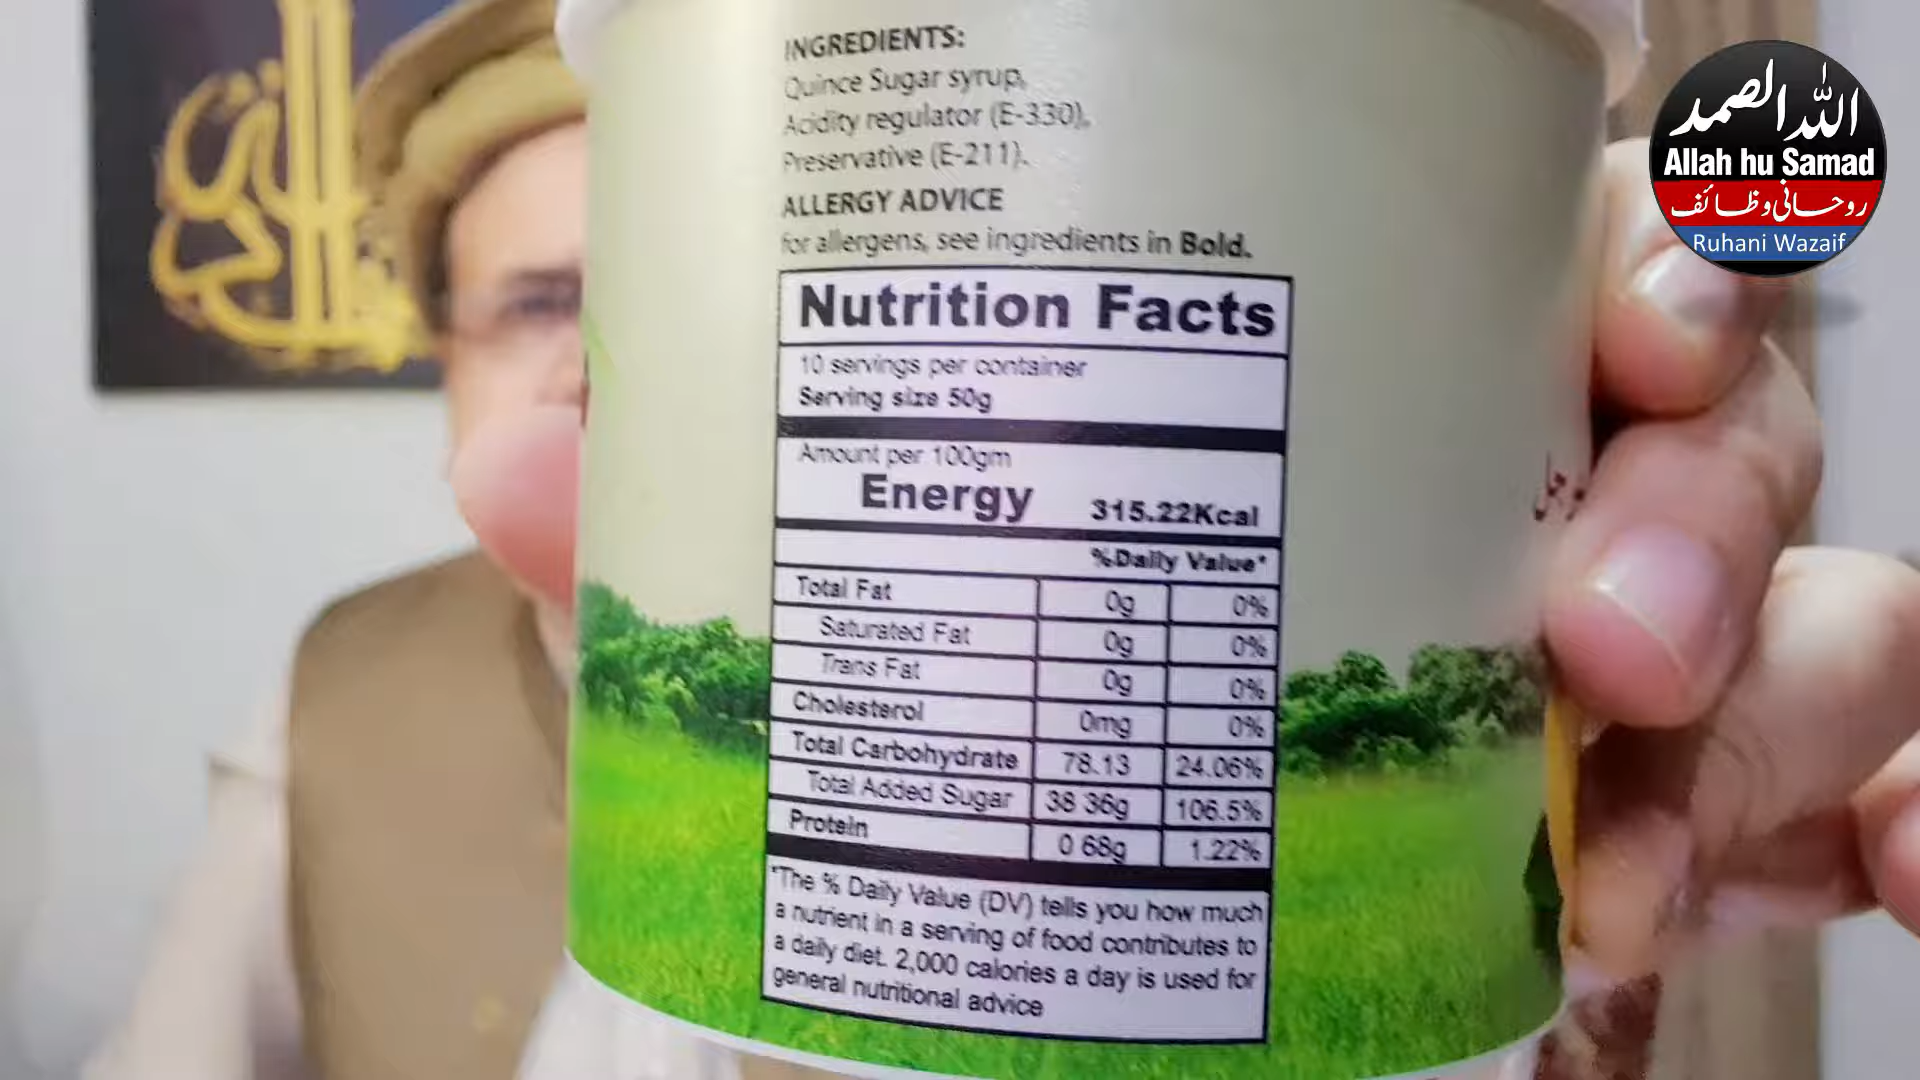 INGREDIENTS:
Quince Sugar syrup,
Acidity regulator (E-330),
Preservative (E-211).
ALLERGY ADVICE
for allergens, see ingredients in Bold.
Nutrition Facts
10 servings per container
Serving size 50g
Amount per 100gm
Energy 315.22Kcal
%Daily Value*
Total Fat 0g 0%
Saturated Fat 0g 0%
Trans Fat 0g 0%
Cholesterol 0mg 0%
Total Carbohydrate 78.13 24.06%
Total Added Sugar 38 36g 106.5%
Protein 0 68g 1.22%
*The % Daily Value (DV) tells you how much
a nutrient in a serving of food contributes to
a daily diet. 2,000 calories a day is used for
general nutritional advice
اللہ الصمد
Allah hu Samad
روحانی وظائف
Ruhani Wazaif